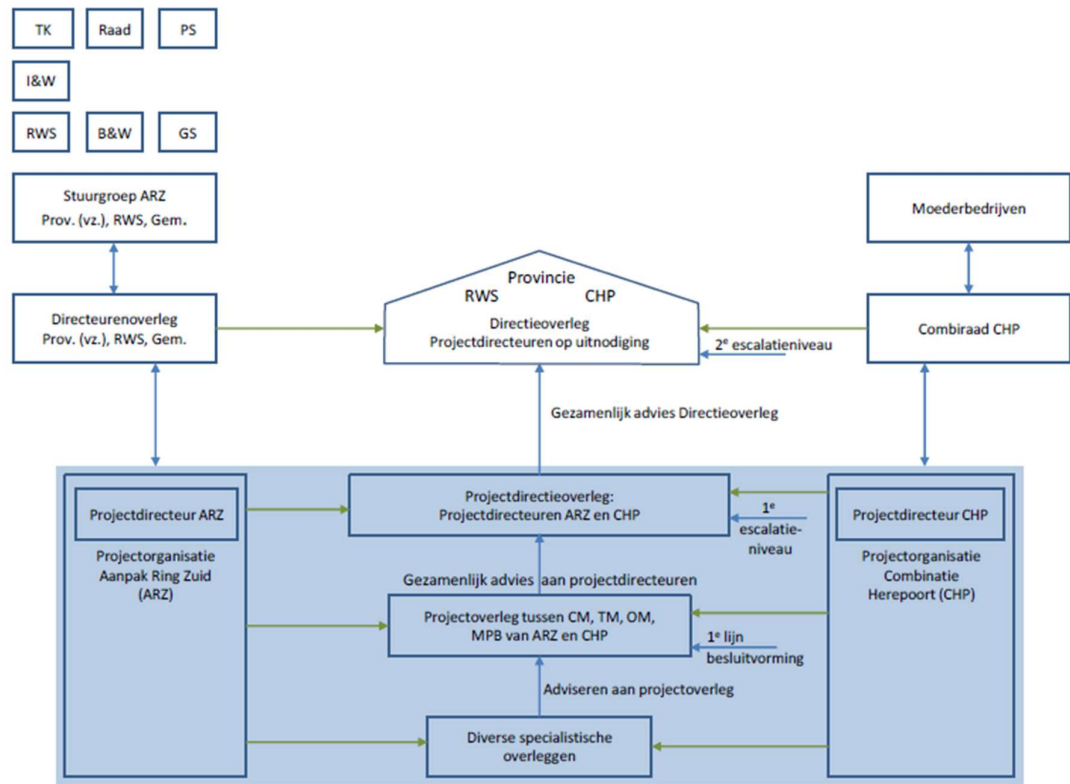 TK
Raad
PS
I&W
RWS
B&W
GS
Stuurgroep ARZ
Prov. (vz.), RWS, Gem.
Moederbedrijven
Provincie
RWS
CHP
Directieoverleg
Projectdirecteuren op uitnodiging
Directeurenoverleg
Prov. (vz.), RWS, Gem.
Combiraad CHP
2e escalatieniveau
Gezamenlijk advies Directieoverleg
Projectdirecteur ARZ
Projectorganisatie
Aanpak Ring Zuid
(ARZ)
Projectdirectieoverleg:
Projectdirecteuren ARZ en CHP
1e
escalatie-
niveau
Projectdirecteur CHP
Projectorganisatie
Combinatie
Herepoort (CHP)
Gezamenlijk advies aan projectdirecteuren
Projectoverleg tussen CM, TM, OM,
MPB van ARZ en CHP
1e lijn
besluitvorming
Adviseren aan projectoverleg
Diverse specialistische
overleggen